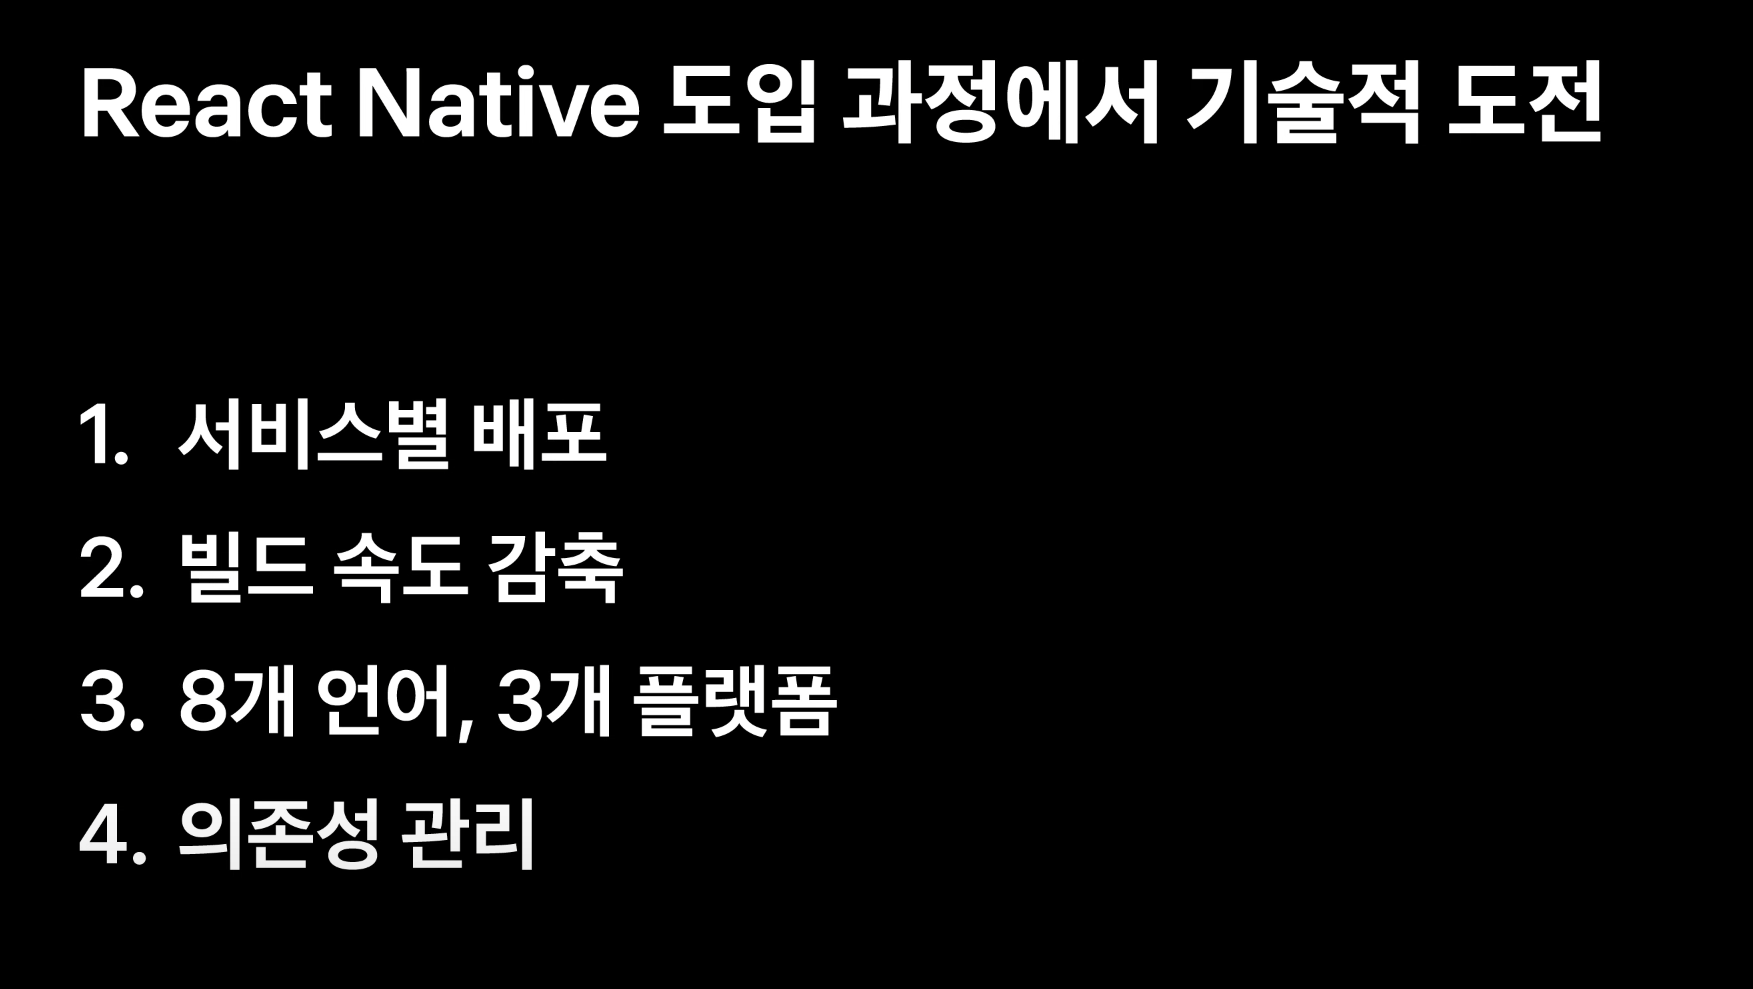 React Native 도입 과정에서 기술적 도전
1. 서비스별 배포
2. 빌드 속도 감축
3. 8개 언어, 3개 플랫폼
4. 의존성 관리